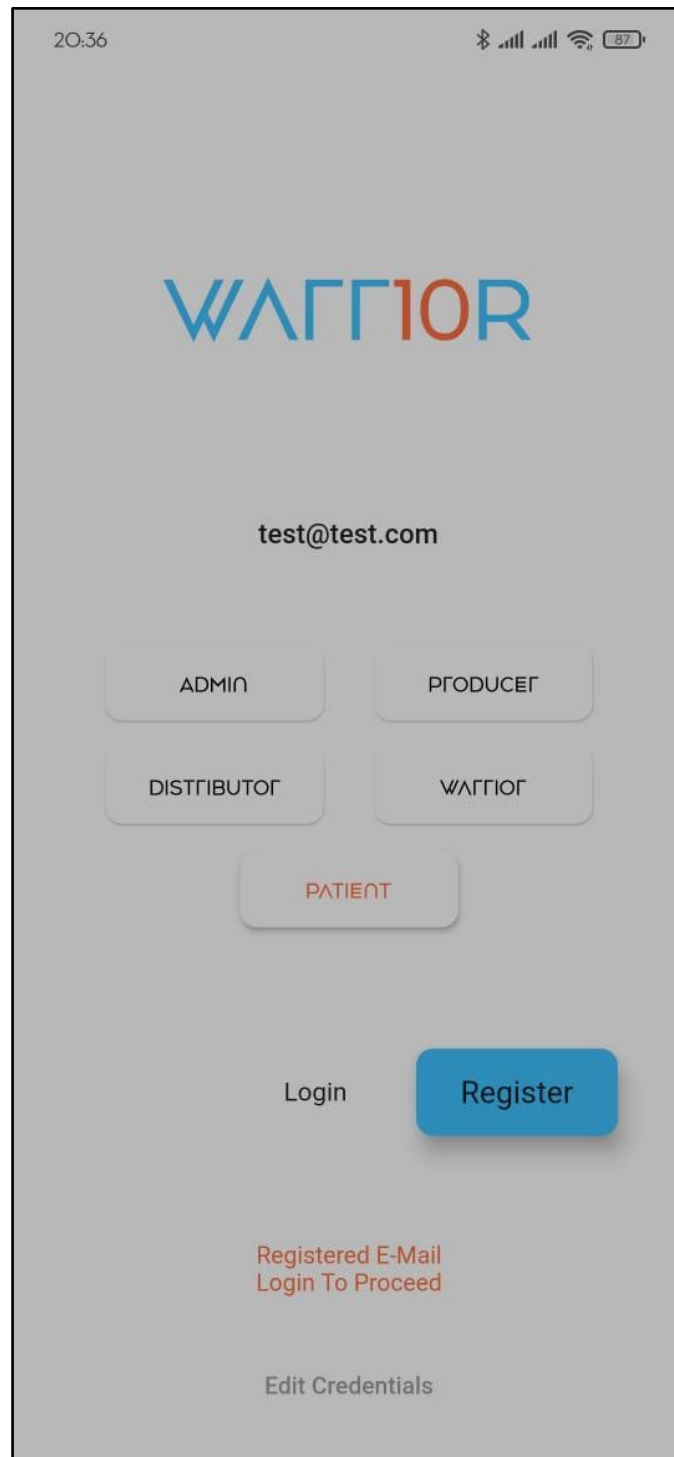 20:36
87
WArr10R
test@test.com
ADMIN
PrODUCEr
DISTrIBUTOr
WArrIOr
PATIENT
Login
Register
Registered E-Mail
Login To Proceed
Edit Credentials